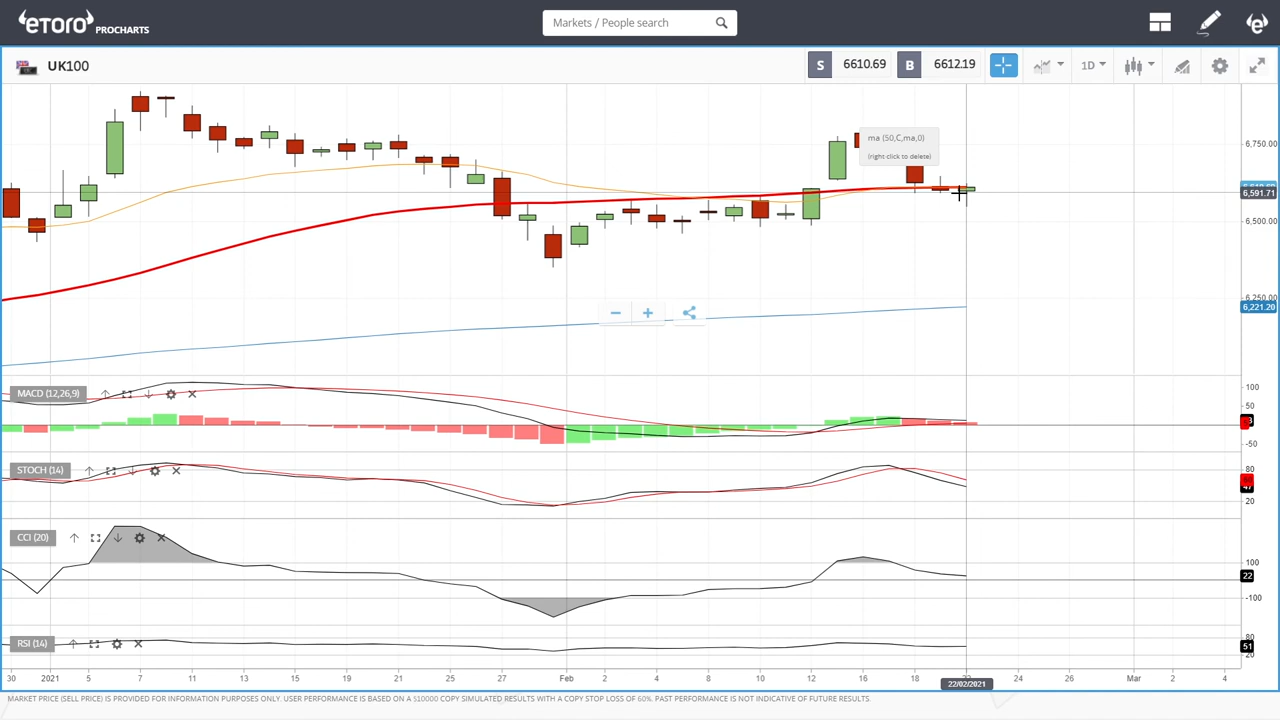 eToro PROCHARTS
Markets / People search
UK100
S 6610.69 B 6612.19
1D
ma (50,C,ma,0)
(right click to delete)
6,750.00
6,591.71
6,500.00
6,250.00
6,221.20
MACD (12,26,9)
100
50
-50
STOCH (14)
80
20
CCI (20)
100
22
-100
RSI (14)
80
51
20
30 2021 5 7 11 13 15 19 21 25 27 Feb 2 4 8 10 12 16 18 24 26 Mar 2 4
22/02/2021
MARKET PRICE (SELL PRICE) IS PROVIDED FOR INFORMATION PURPOSES ONLY. USER PERFORMANCE IS BASED ON A $10000 COPY SIMULATED RESULTS WITH A COPY STOP LOSS OF 60%. PAST PERFORMANCE IS NOT INDICATIVE OF FUTURE RESULTS.